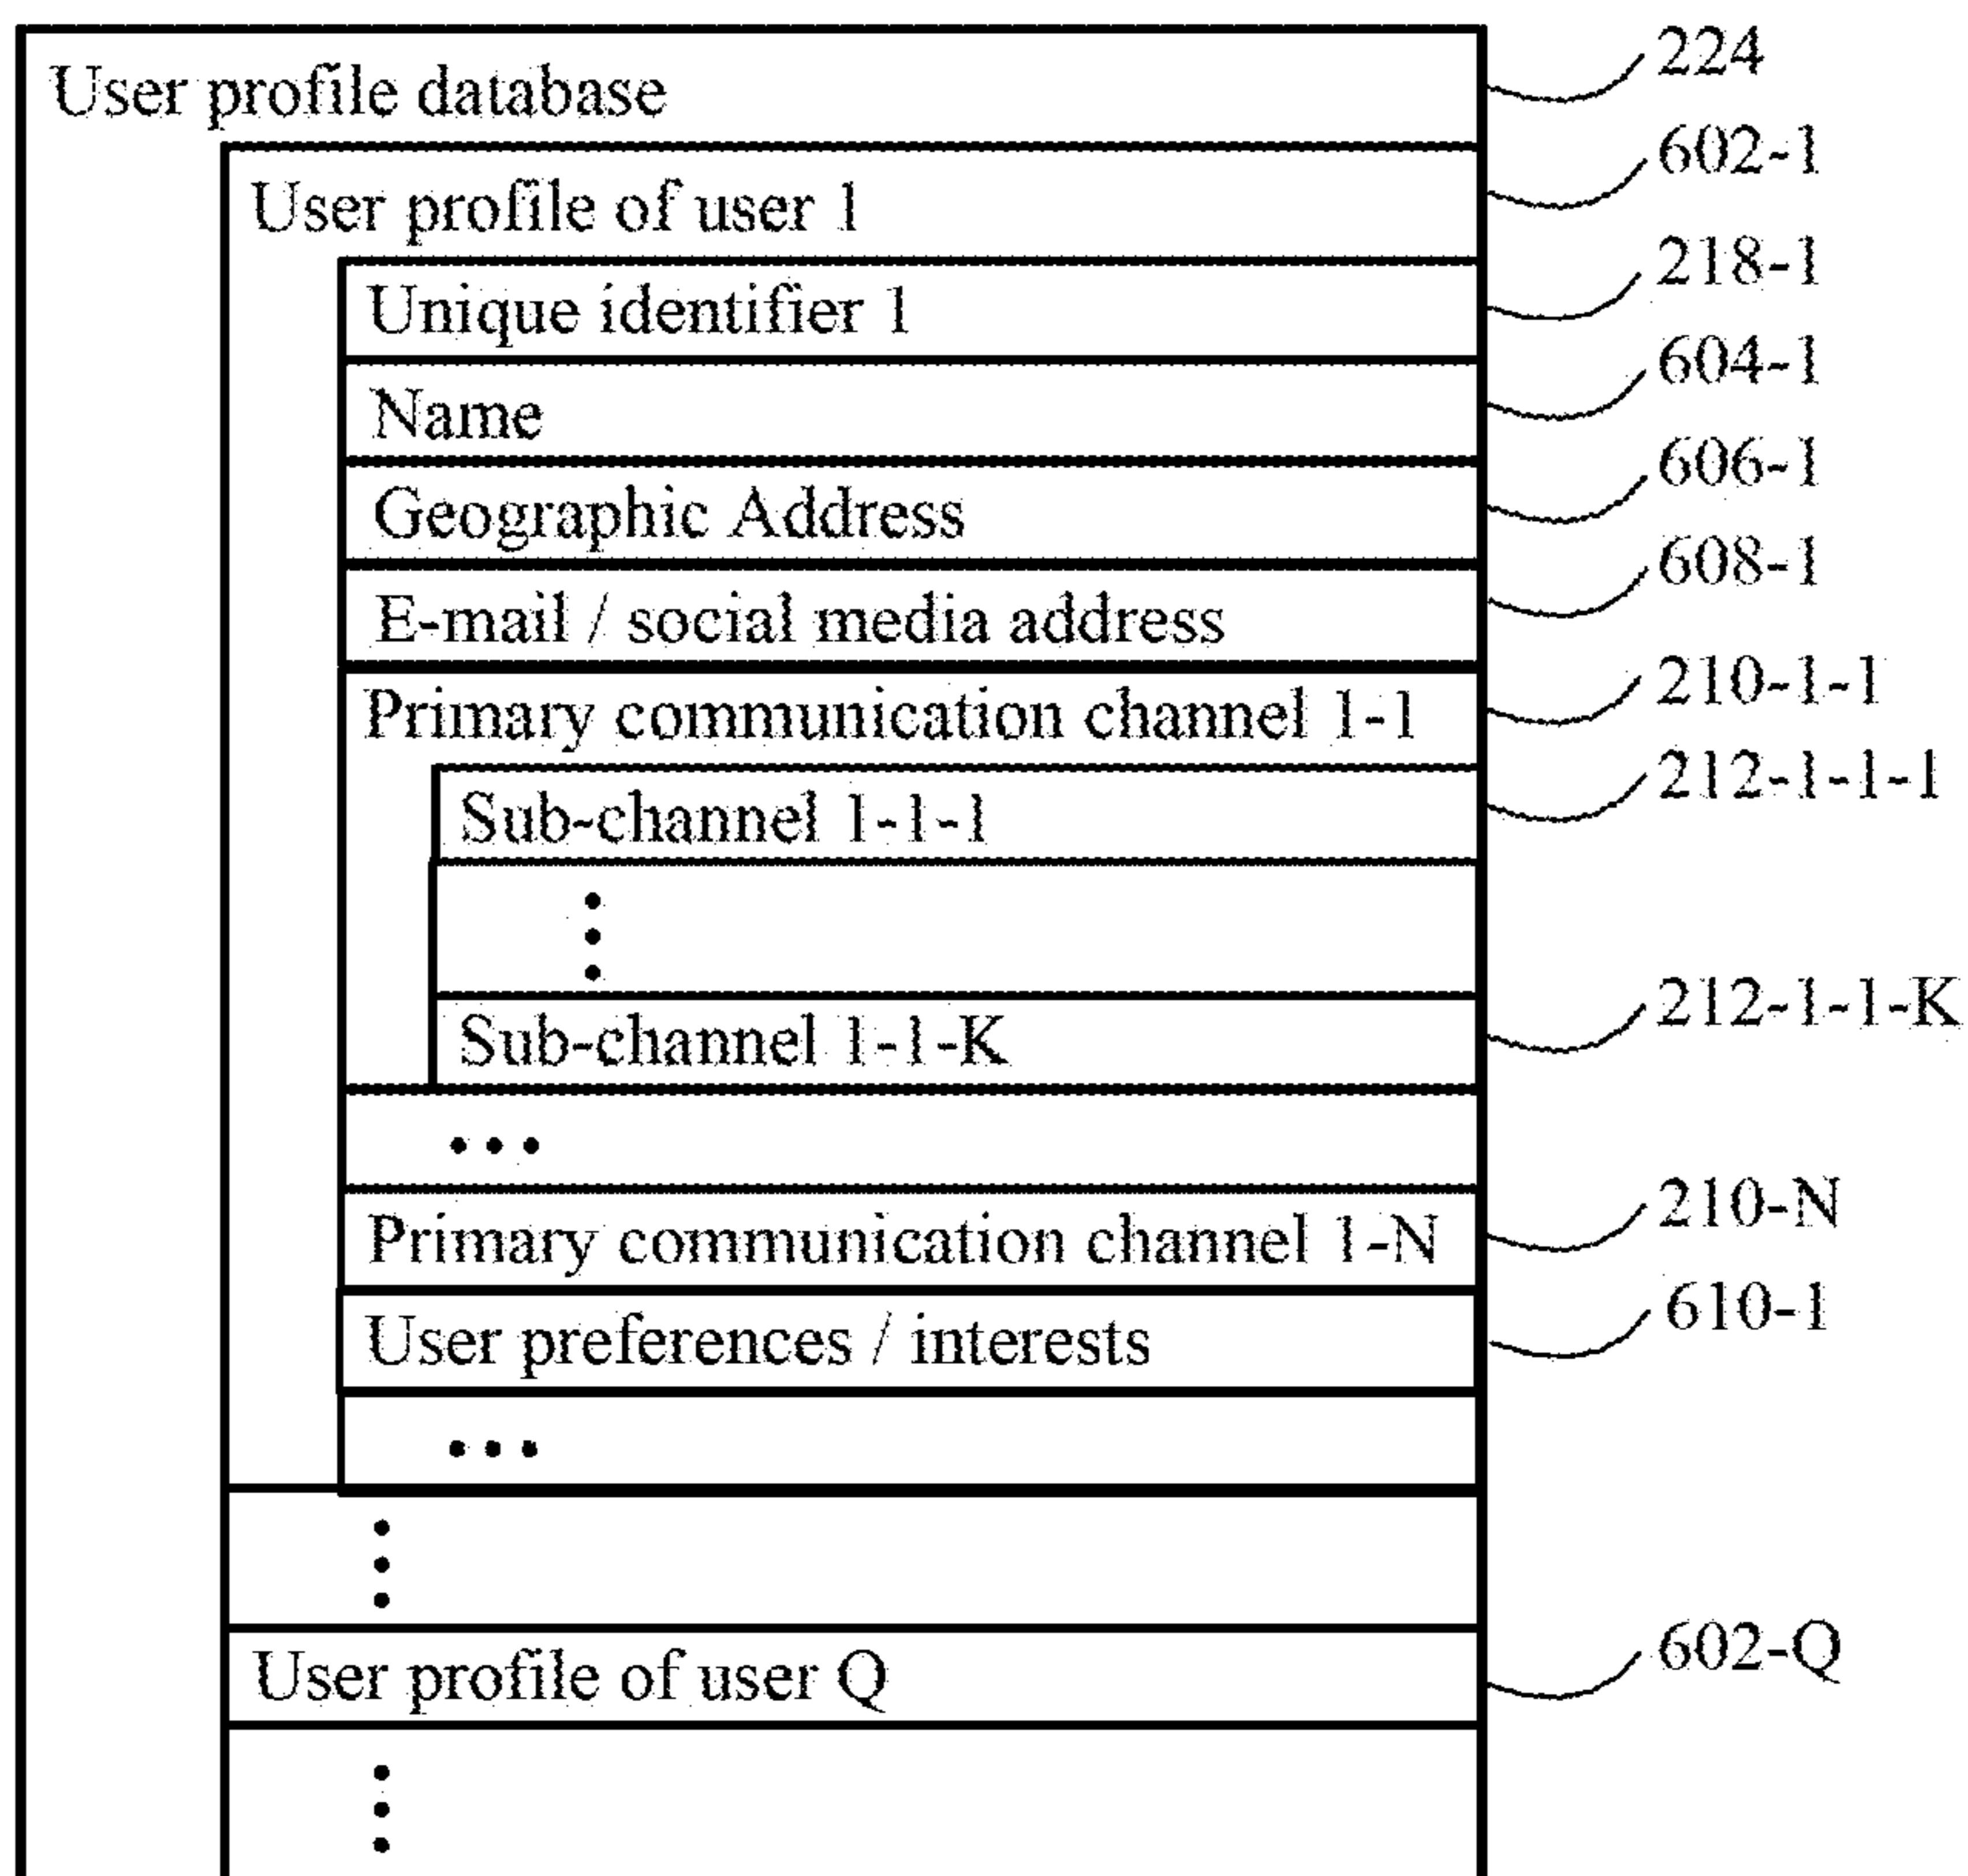 User profile database 224
User profile of user 1 602-1
Unique identifier 1 218-1
Name 604-1
Geographic Address 606-1
E-mail / social media address 608-1
Primary communication channel 1-1 210-1-1
Sub-channel 1-1-1 212-1-1-1
Sub-channel 1-1-K 212-1-1-K
•••
Primary communication channel 1-N 210-N
User preferences / interests 610-1
•••
User profile of user Q 602-Q